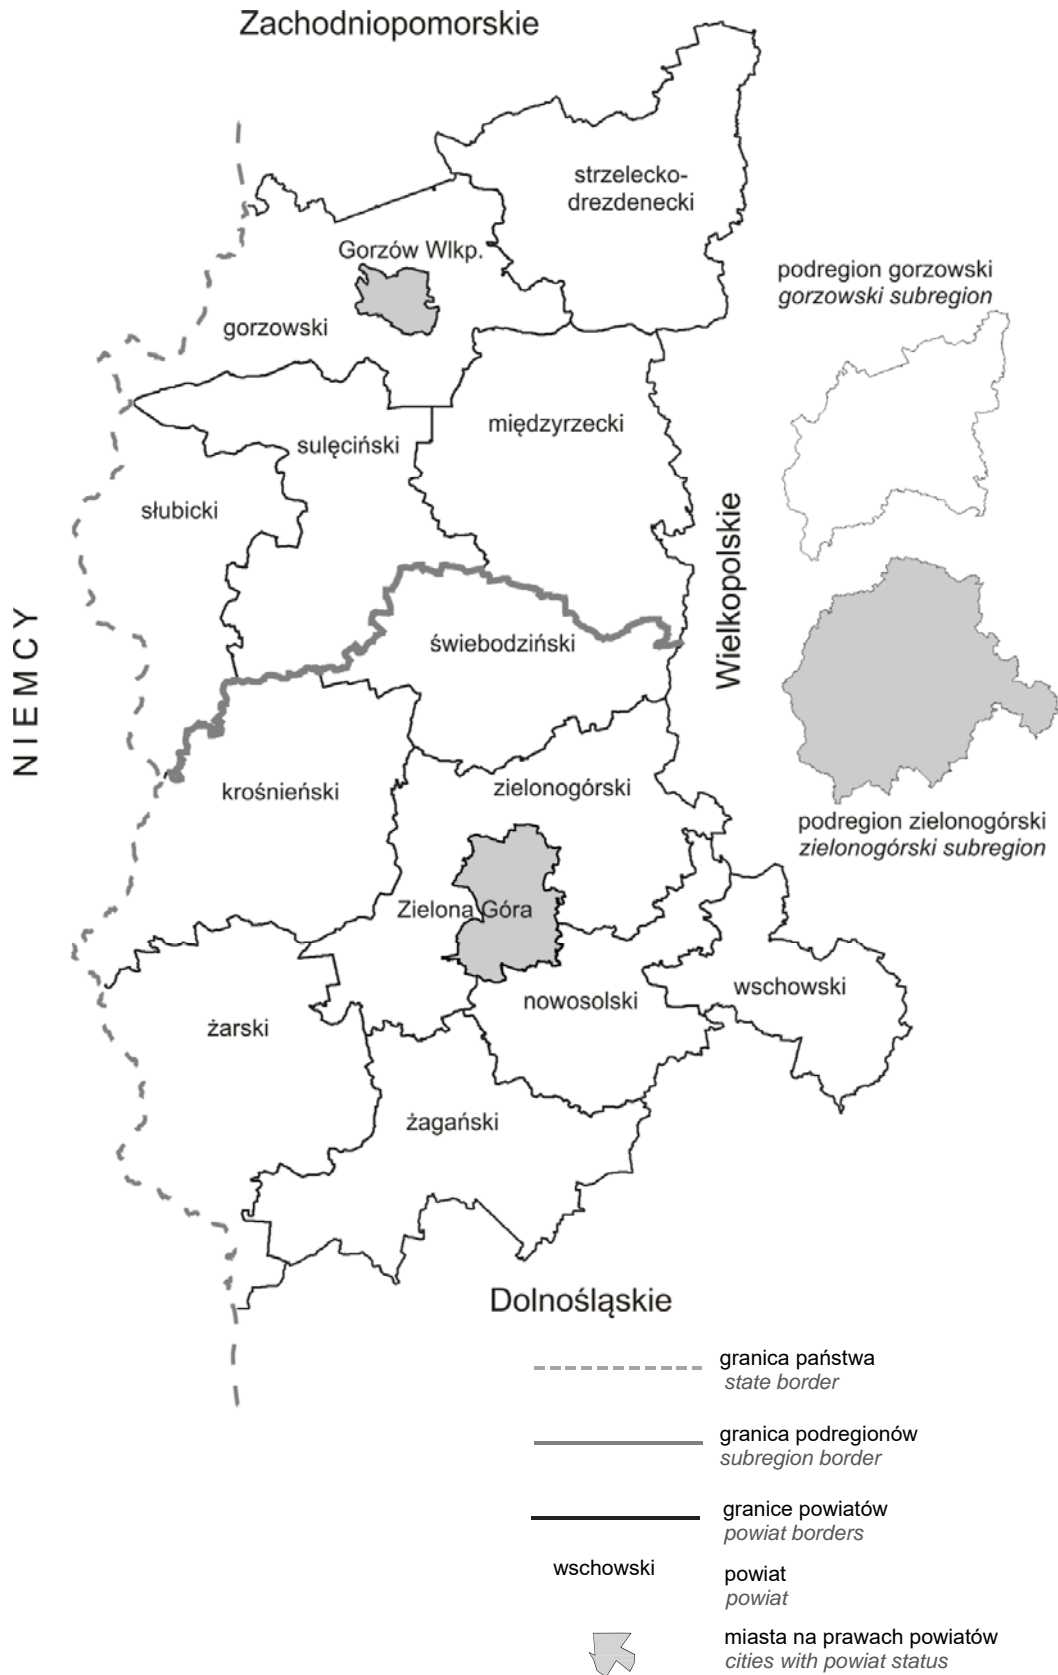 Zachodniopomorskie
strzelecko-
drezdenecki
Gorzów Wlkp.
gorzowski
podregion gorzowski
gorzowski subregion
międzyrzecki
sulęciński
słubicki
Wielkopolskie
NIEMCY
świebodziński
krośnieński
zielonogórski
podregion zielonogórski
zielonogórski subregion
Zielona Góra
nowosolski
wschowski
żarski
żagański
Dolnośląskie
granica państwa
state border
granica podregionów
subregion border
granice powiatów
powiat borders
wschowski
powiat
powiat
miasta na prawach powiatów
cities with powiat status